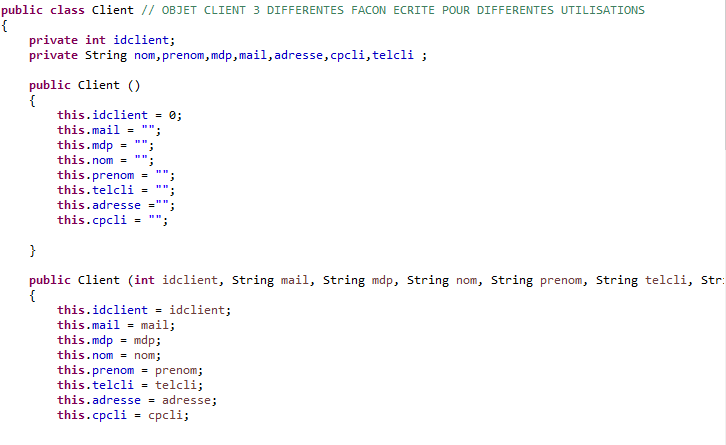 public class Client // OBJET CLIENT 3 DIFFERENTES FACON ECRITE POUR DIFFERENTES UTILISATIONS
{
private int idclient;
private String nom,prenom,mdp,mail,adresse,cpcli,telcli ;
public Client ()
{
this.idclient = 0;
this.mail = "";
this.mdp = "";
this.nom = "";
this.prenom = "";
this.telcli = "";
this.adresse ="";
this.cpcli = "";
}
public Client (int idclient, String mail, String mdp, String nom, String prenom, String telcli, Str
{
this.idclient = idclient;
this.mail = mail;
this.mdp = mdp;
this.nom = nom;
this.prenom = prenom;
this.telcli = telcli;
this.adresse = adresse;
this.cpcli = cpcli;